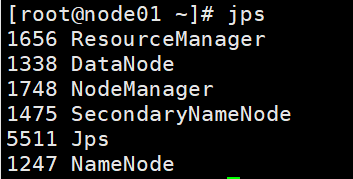 [root@node01 ~]# jps
1656 ResourceManager
1338 DataNode
1748 NodeManager
1475 SecondaryNameNode
5511 Jps
1247 NameNode